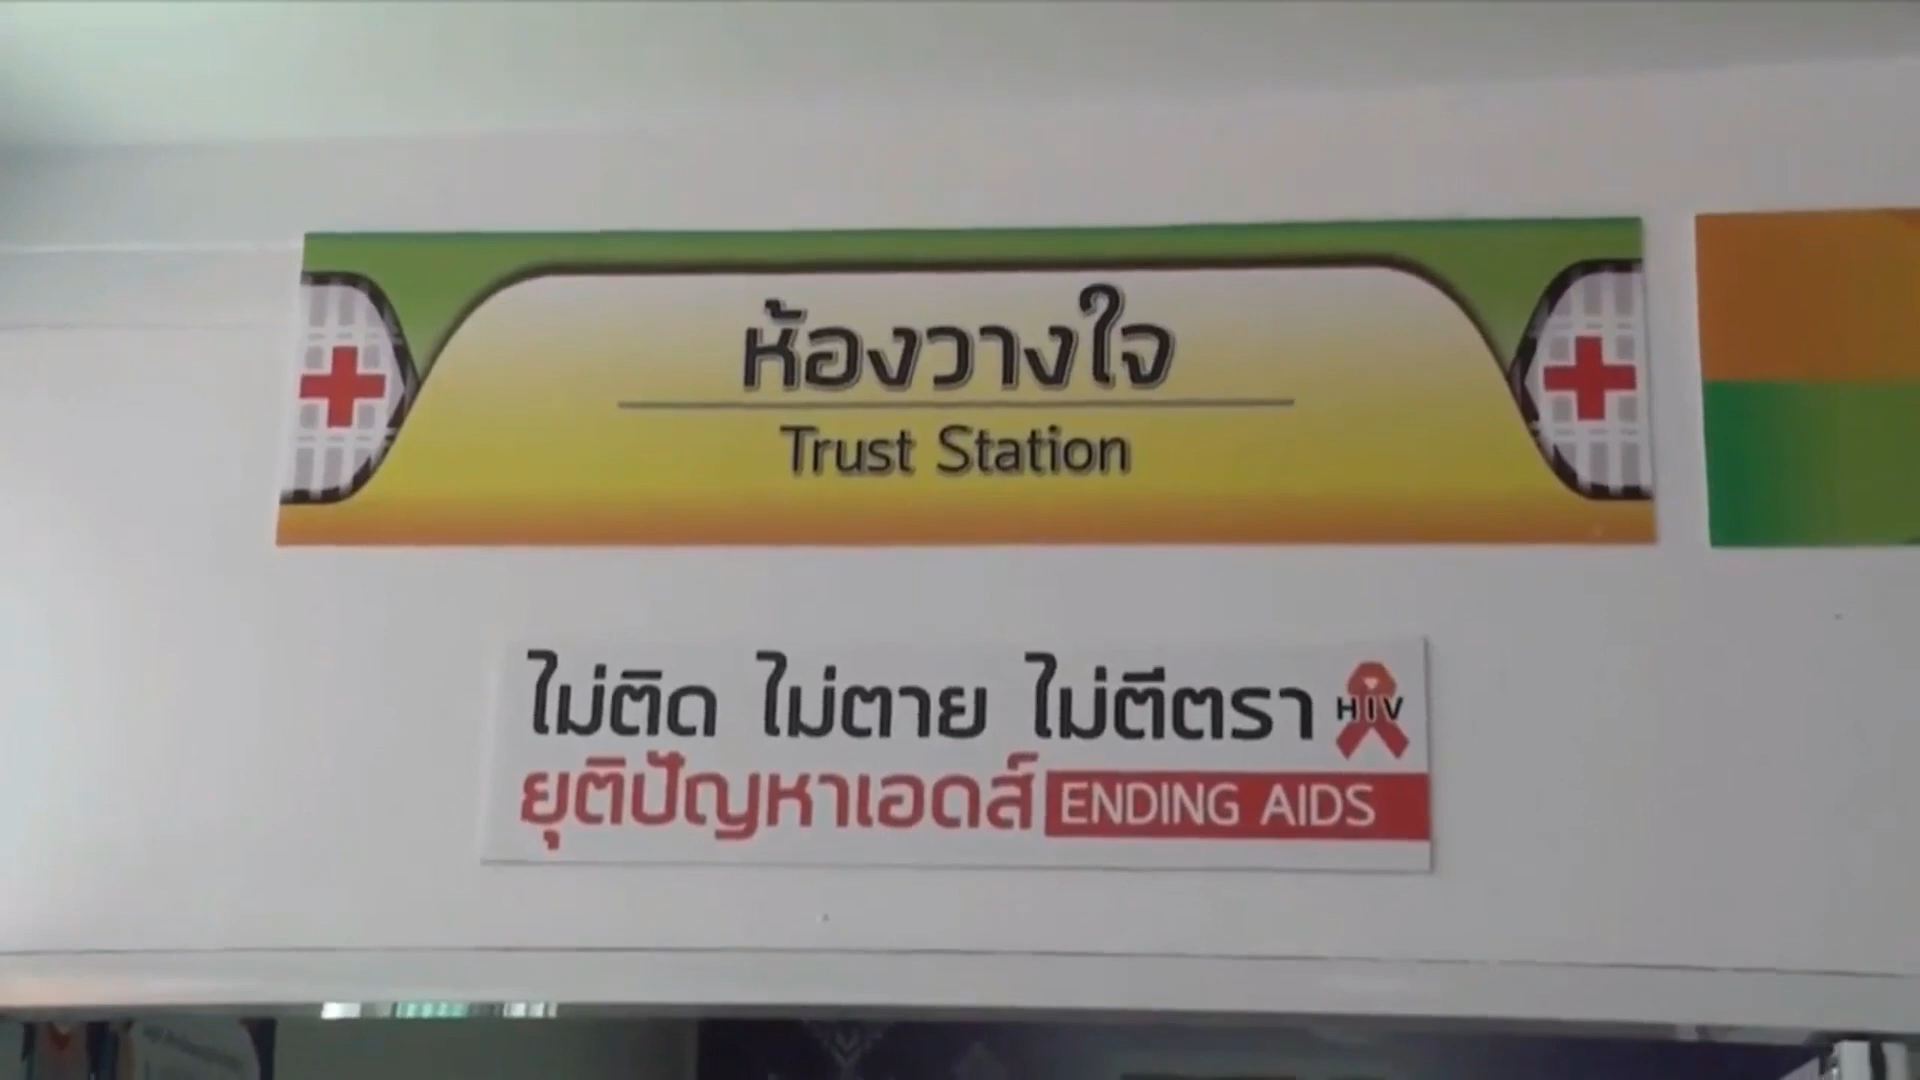 ห้องวางใจ
Trust Station
ไม่ติด ไม่ตาย ไม่ตีตรา HIV
ยุติปัญหาเอดส์ ENDING AIDS